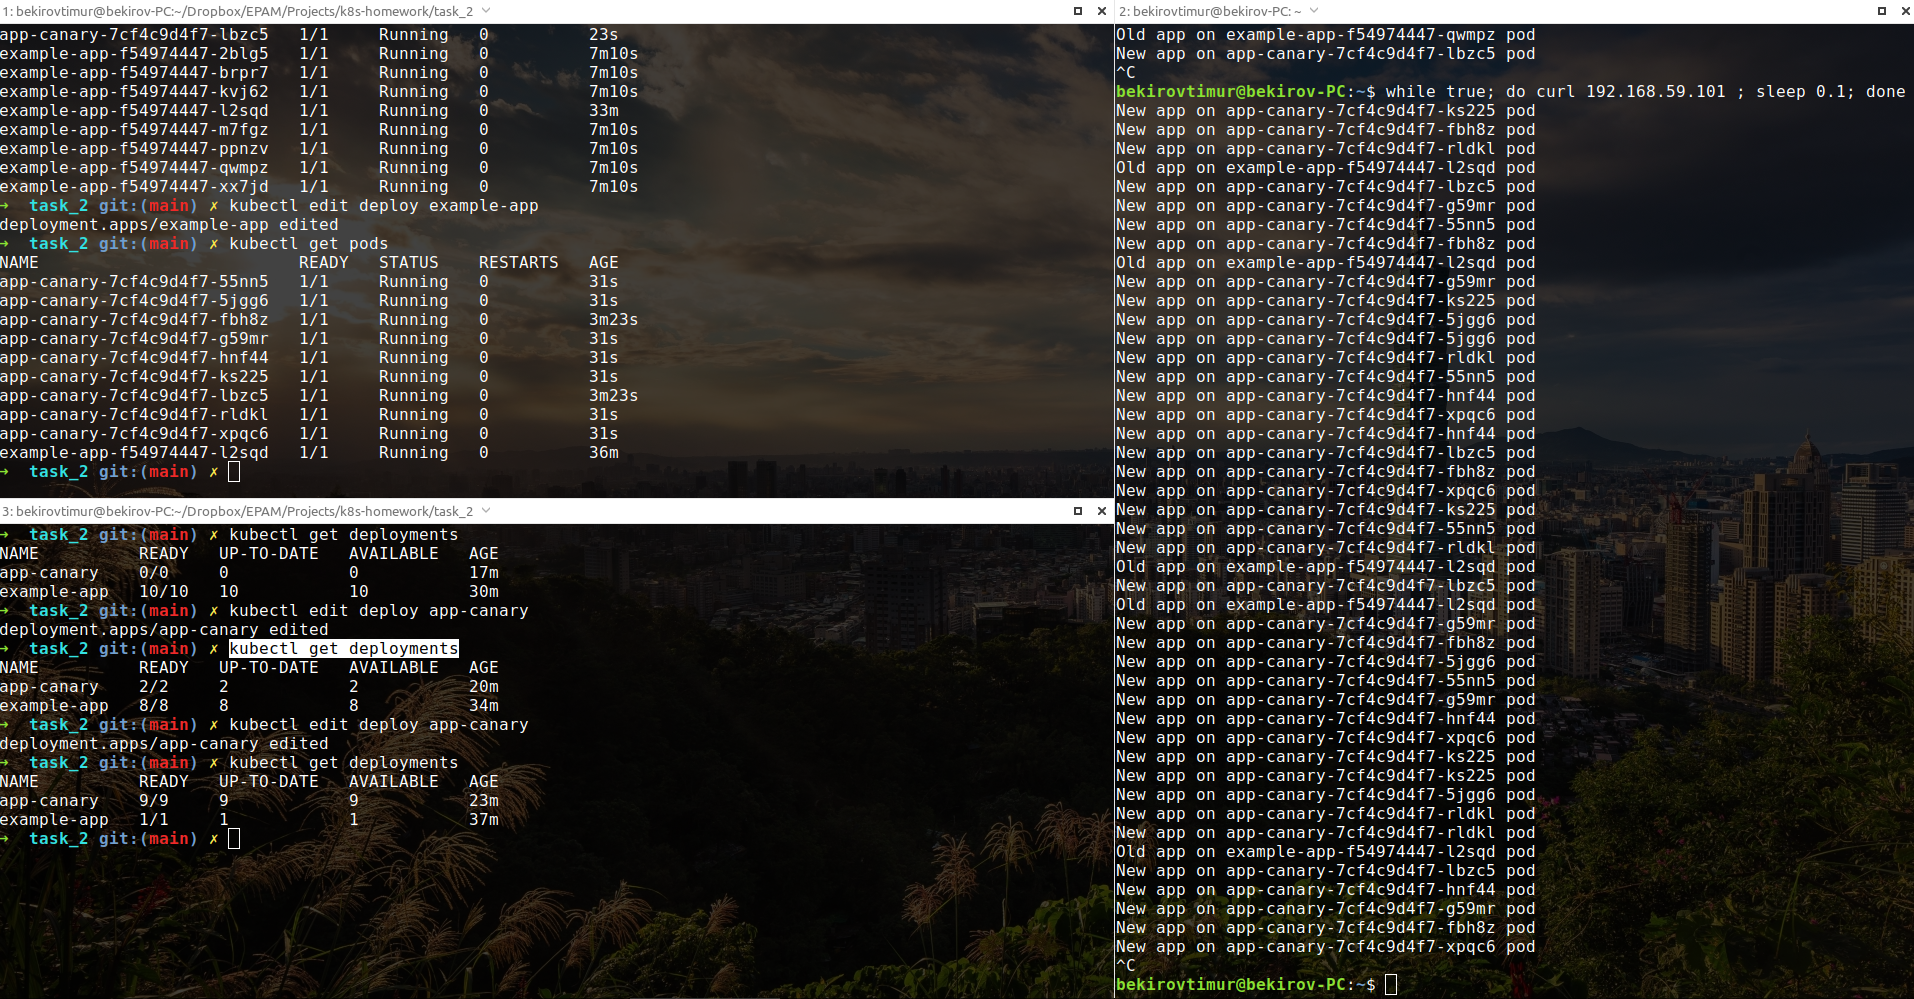 1: bekirovtimur@bekirov-PC:~/Dropbox/EPAM/Projects/k8s-homework/task_2
app-canary-7cf4c9d4f7-lbzc5   1/1     Running   0          23s
example-app-f54974447-2blg5   1/1     Running   0          7m10s
example-app-f54974447-brpr7   1/1     Running   0          7m10s
example-app-f54974447-kvj62   1/1     Running   0          7m10s
example-app-f54974447-l2sqd   1/1     Running   0          33m
example-app-f54974447-m7fgz   1/1     Running   0          7m10s
example-app-f54974447-ppnzv   1/1     Running   0          7m10s
example-app-f54974447-qwmpz   1/1     Running   0          7m10s
example-app-f54974447-xx7jd   1/1     Running   0          7m10s
→  task_2 git:(main) ✗ kubectl edit deploy example-app
deployment.apps/example-app edited
→  task_2 git:(main) ✗ kubectl get pods
NAME                          READY   STATUS    RESTARTS   AGE
app-canary-7cf4c9d4f7-55nn5   1/1     Running   0          31s
app-canary-7cf4c9d4f7-5jgg6   1/1     Running   0          31s
app-canary-7cf4c9d4f7-fbh8z   1/1     Running   0          3m23s
app-canary-7cf4c9d4f7-g59mr   1/1     Running   0          31s
app-canary-7cf4c9d4f7-hnf44   1/1     Running   0          31s
app-canary-7cf4c9d4f7-ks225   1/1     Running   0          31s
app-canary-7cf4c9d4f7-lbzc5   1/1     Running   0          3m23s
app-canary-7cf4c9d4f7-rldkl   1/1     Running   0          31s
app-canary-7cf4c9d4f7-xpqc6   1/1     Running   0          31s
example-app-f54974447-l2sqd   1/1     Running   0          36m
→  task_2 git:(main) ✗
3: bekirovtimur@bekirov-PC:~/Dropbox/EPAM/Projects/k8s-homework/task_2
→  task_2 git:(main) ✗ kubectl get deployments
NAME          READY   UP-TO-DATE   AVAILABLE   AGE
app-canary    0/0     0            0           17m
example-app   10/10   10           10          30m
→  task_2 git:(main) ✗ kubectl edit deploy app-canary
deployment.apps/app-canary edited
→  task_2 git:(main) ✗ kubectl get deployments
NAME          READY   UP-TO-DATE   AVAILABLE   AGE
app-canary    2/2     2            2           20m
example-app   8/8     8            8           34m
→  task_2 git:(main) ✗ kubectl edit deploy app-canary
deployment.apps/app-canary edited
→  task_2 git:(main) ✗ kubectl get deployments
NAME          READY   UP-TO-DATE   AVAILABLE   AGE
app-canary    9/9     9            9           23m
example-app   1/1     1            1           37m
→  task_2 git:(main) ✗
2: bekirovtimur@bekirov-PC: ~
Old app on example-app-f54974447-qwmpz pod
New app on app-canary-7cf4c9d4f7-lbzc5 pod
^C
bekirovtimur@bekirov-PC:~$ while true; do curl 192.168.59.101 ; sleep 0.1; done
New app on app-canary-7cf4c9d4f7-ks225 pod
New app on app-canary-7cf4c9d4f7-fbh8z pod
New app on app-canary-7cf4c9d4f7-rldkl pod
Old app on example-app-f54974447-l2sqd pod
New app on app-canary-7cf4c9d4f7-lbzc5 pod
New app on app-canary-7cf4c9d4f7-g59mr pod
New app on app-canary-7cf4c9d4f7-55nn5 pod
New app on app-canary-7cf4c9d4f7-fbh8z pod
Old app on example-app-f54974447-l2sqd pod
New app on app-canary-7cf4c9d4f7-g59mr pod
New app on app-canary-7cf4c9d4f7-ks225 pod
New app on app-canary-7cf4c9d4f7-5jgg6 pod
New app on app-canary-7cf4c9d4f7-5jgg6 pod
New app on app-canary-7cf4c9d4f7-rldkl pod
New app on app-canary-7cf4c9d4f7-55nn5 pod
New app on app-canary-7cf4c9d4f7-hnf44 pod
New app on app-canary-7cf4c9d4f7-xpqc6 pod
New app on app-canary-7cf4c9d4f7-hnf44 pod
New app on app-canary-7cf4c9d4f7-lbzc5 pod
New app on app-canary-7cf4c9d4f7-fbh8z pod
New app on app-canary-7cf4c9d4f7-xpqc6 pod
New app on app-canary-7cf4c9d4f7-ks225 pod
New app on app-canary-7cf4c9d4f7-55nn5 pod
New app on app-canary-7cf4c9d4f7-rldkl pod
Old app on example-app-f54974447-l2sqd pod
New app on app-canary-7cf4c9d4f7-lbzc5 pod
Old app on example-app-f54974447-l2sqd pod
New app on app-canary-7cf4c9d4f7-g59mr pod
New app on app-canary-7cf4c9d4f7-fbh8z pod
New app on app-canary-7cf4c9d4f7-5jgg6 pod
New app on app-canary-7cf4c9d4f7-55nn5 pod
New app on app-canary-7cf4c9d4f7-g59mr pod
New app on app-canary-7cf4c9d4f7-hnf44 pod
New app on app-canary-7cf4c9d4f7-xpqc6 pod
New app on app-canary-7cf4c9d4f7-ks225 pod
New app on app-canary-7cf4c9d4f7-ks225 pod
New app on app-canary-7cf4c9d4f7-5jgg6 pod
New app on app-canary-7cf4c9d4f7-rldkl pod
New app on app-canary-7cf4c9d4f7-rldkl pod
Old app on example-app-f54974447-l2sqd pod
New app on app-canary-7cf4c9d4f7-lbzc5 pod
New app on app-canary-7cf4c9d4f7-hnf44 pod
New app on app-canary-7cf4c9d4f7-g59mr pod
New app on app-canary-7cf4c9d4f7-fbh8z pod
New app on app-canary-7cf4c9d4f7-xpqc6 pod
^C
bekirovtimur@bekirov-PC:~$